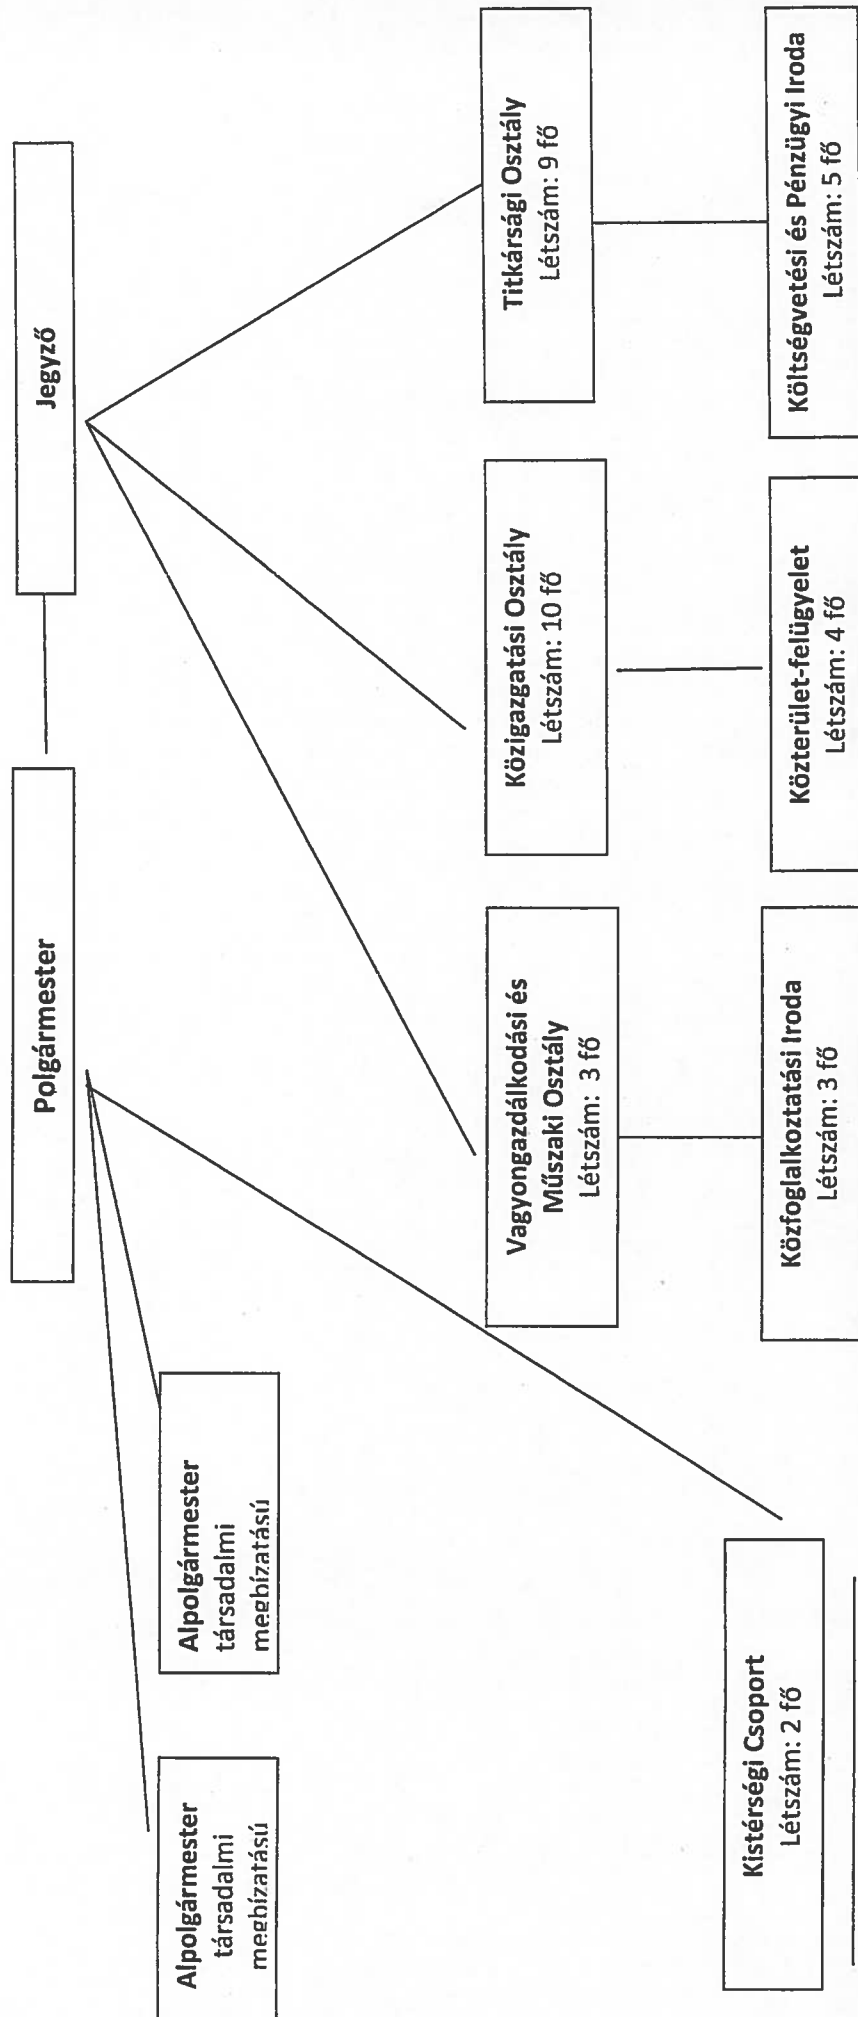 Polgármester
Jegyző
Alpolgármester
társadalmi
megbízatású
Alpolgármester
társadalmi
megbízatású
Vagyongazdálkodási és
Műszaki Osztály
Létszám: 3 fő
Közigazgatási Osztály
Létszám: 10 fő
Titkársági Osztály
Létszám: 9 fő
Kistérségi Csoport
Létszám: 2 fő
Közfoglalkoztatási Iroda
Létszám: 3 fő
Közterület-felügyelet
Létszám: 4 fő
Költségvetési és Pénzügyi Iroda
Létszám: 5 fő